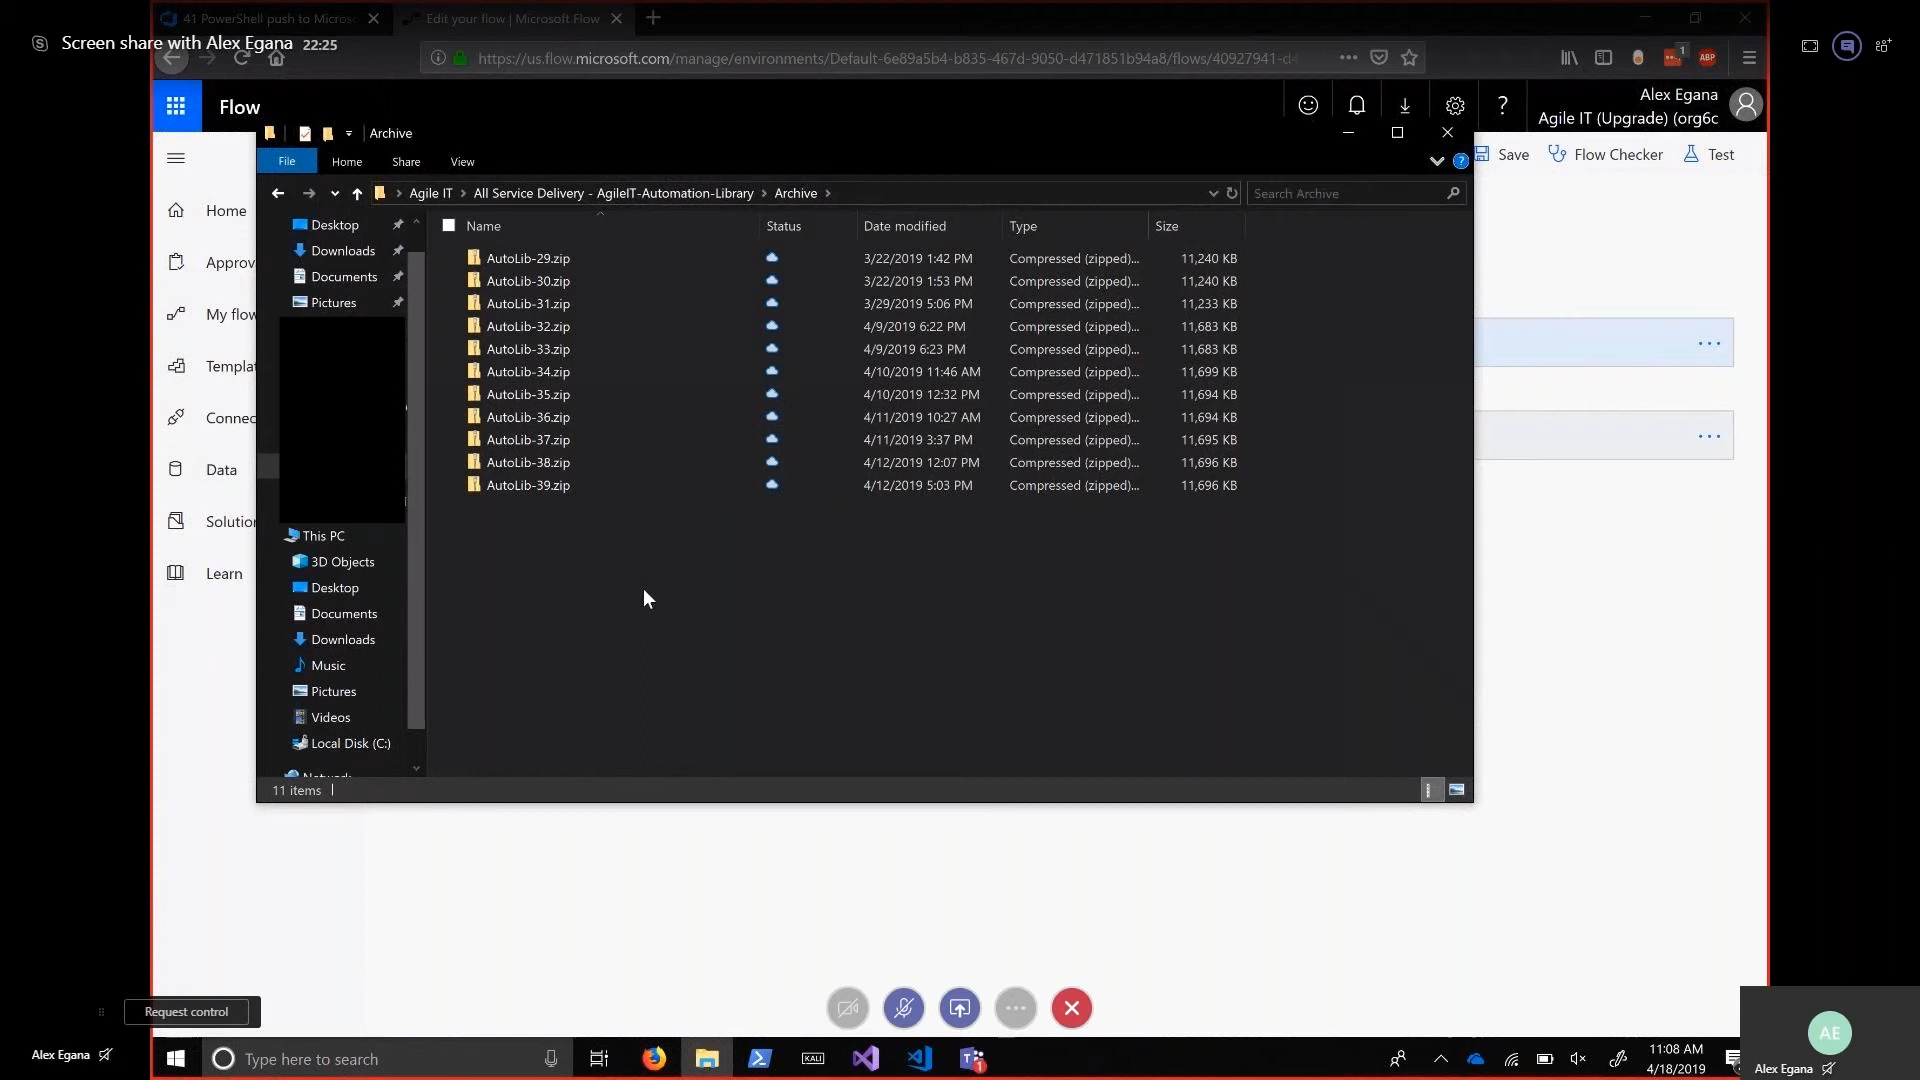 41 PowerShell push to Microso
Edit your flow | Microsoft Flow
Screen share with Alex Egana 22:25
https://us.flow.microsoft.com/manage/environments/Default-6e89a5b4-b835-467d-9050-d471851b94a8/flows/40927941-d4
1
ABP
Flow
?
Alex Egana
Agile IT (Upgrade) (org6c
Archive
File Home Share View
?
Save Flow Checker Test
Agile IT > All Service Delivery - AgileIT-Automation-Library > Archive >
Search Archive
Home
Approv
My flow
Templat
Connec
Data
Solution
Learn
Desktop
Downloads
Documents
Pictures
This PC
3D Objects
Desktop
Documents
Downloads
Music
Pictures
Videos
Local Disk (C:)
Network
Name Status Date modified Type Size
AutoLib-29.zip 3/22/2019 1:42 PM Compressed (zipped)... 11,240 KB
AutoLib-30.zip 3/22/2019 1:53 PM Compressed (zipped)... 11,240 KB
AutoLib-31.zip 3/29/2019 5:06 PM Compressed (zipped)... 11,233 KB
AutoLib-32.zip 4/9/2019 6:22 PM Compressed (zipped)... 11,683 KB
AutoLib-33.zip 4/9/2019 6:23 PM Compressed (zipped)... 11,683 KB
AutoLib-34.zip 4/10/2019 11:46 AM Compressed (zipped)... 11,699 KB
AutoLib-35.zip 4/10/2019 12:32 PM Compressed (zipped)... 11,694 KB
AutoLib-36.zip 4/11/2019 10:27 AM Compressed (zipped)... 11,694 KB
AutoLib-37.zip 4/11/2019 3:37 PM Compressed (zipped)... 11,695 KB
AutoLib-38.zip 4/12/2019 12:07 PM Compressed (zipped)... 11,696 KB
AutoLib-39.zip 4/12/2019 5:03 PM Compressed (zipped)... 11,696 KB
11 items
Request control
Alex Egana
Type here to search
KALI
1
11:08 AM
4/18/2019
AE
Alex Egana